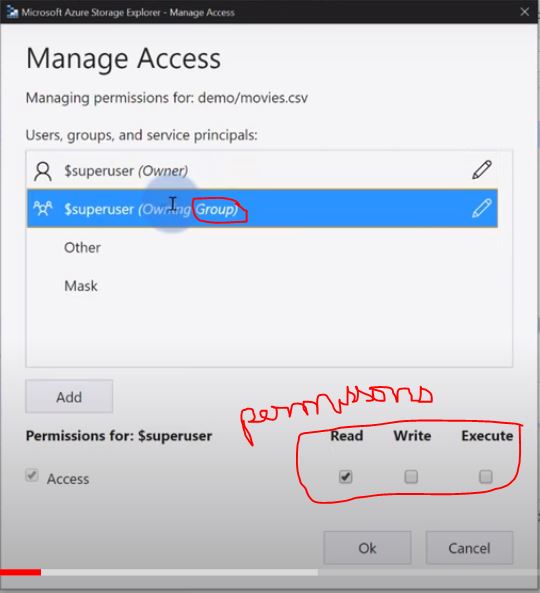 Microsoft Azure Storage Explorer - Manage Access
Manage Access
Managing permissions for: demo/movies.csv
Users, groups, and service principals:
$superuser (Owner)
$superuser (Owning Group)
Other
Mask
Add
permissons
Permissions for: $superuser Read Write Execute
Access
Ok Cancel